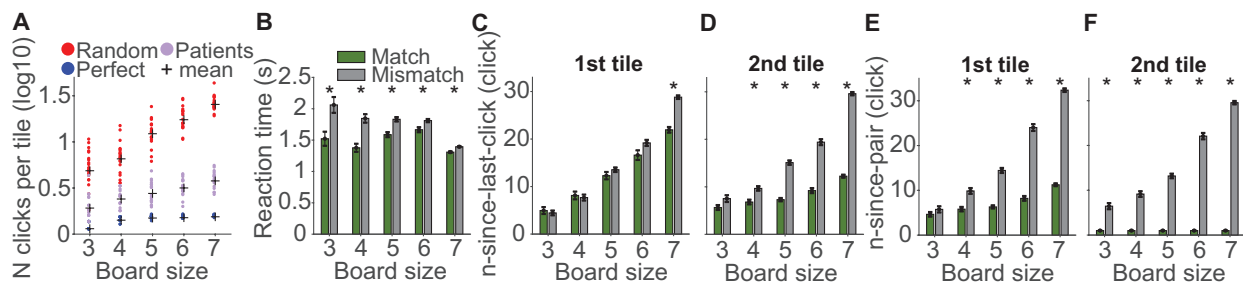 A
Random
Patients
Perfect
mean
N clicks per tile (log10)
1.5
1
0.5
0
3 4 5 6 7
Board size
B
Match
Mismatch
Reaction time (s)
2.5
2
1.5
1
0.5
0
* * * * *
3 4 5 6 7
Board size
C
1st tile
n-since-last-click (click)
30
20
10
0
*
3 4 5 6 7
Board size
D
2nd tile
* * * *
3 4 5 6 7
Board size
E
1st tile
n-since-pair (click)
30
20
10
0
* * * *
3 4 5 6 7
Board size
F
2nd tile
* * * * *
3 4 5 6 7
Board size